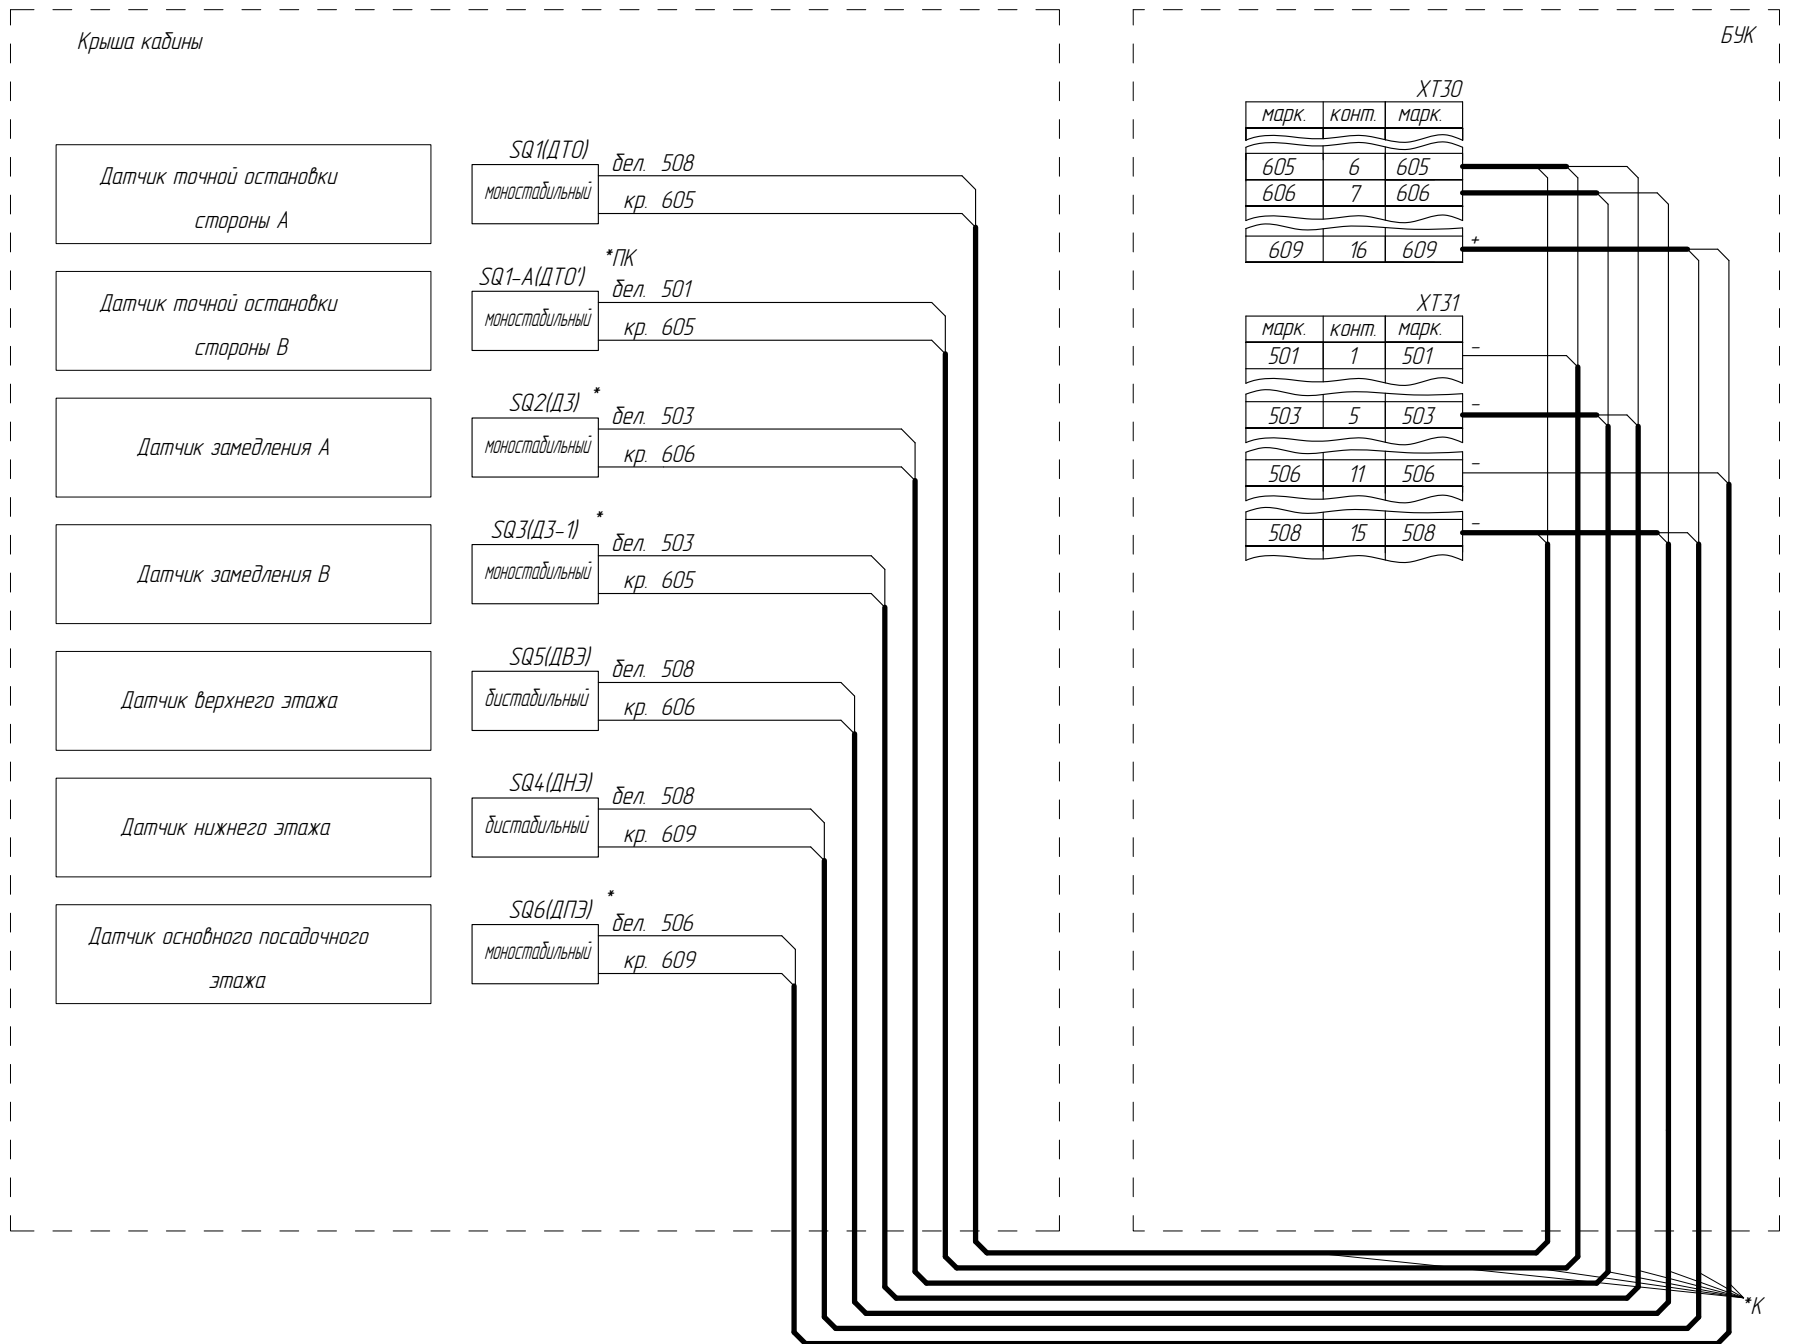 Крыша кабины
Датчик точной остановки
стороны А
SQ1(ДТО)
моностабильный
бел. 508
кр. 605
Датчик точной остановки
стороны В
*ПК
SQ1-А(ДТО')
моностабильный
бел. 501
кр. 605
Датчик замедления А
SQ2(ДЗ) *
моностабильный
бел. 503
кр. 606
Датчик замедления В
SQ3(ДЗ-1) *
моностабильный
бел. 503
кр. 605
Датчик верхнего этажа
SQ5(ДВЭ)
бистабильный
бел. 508
кр. 606
Датчик нижнего этажа
SQ4(ДНЭ)
бистабильный
бел. 508
кр. 609
Датчик основного посадочного
этажа
SQ6(ДПЭ) *
моностабильный
бел. 506
кр. 609
БУК
XT30
марк. конт. марк.
605 6 605
606 7 606
609 16 609 +
XT31
марк. конт. марк.
501 1 501 -
503 5 503 -
506 11 506 -
508 15 508 -
*К